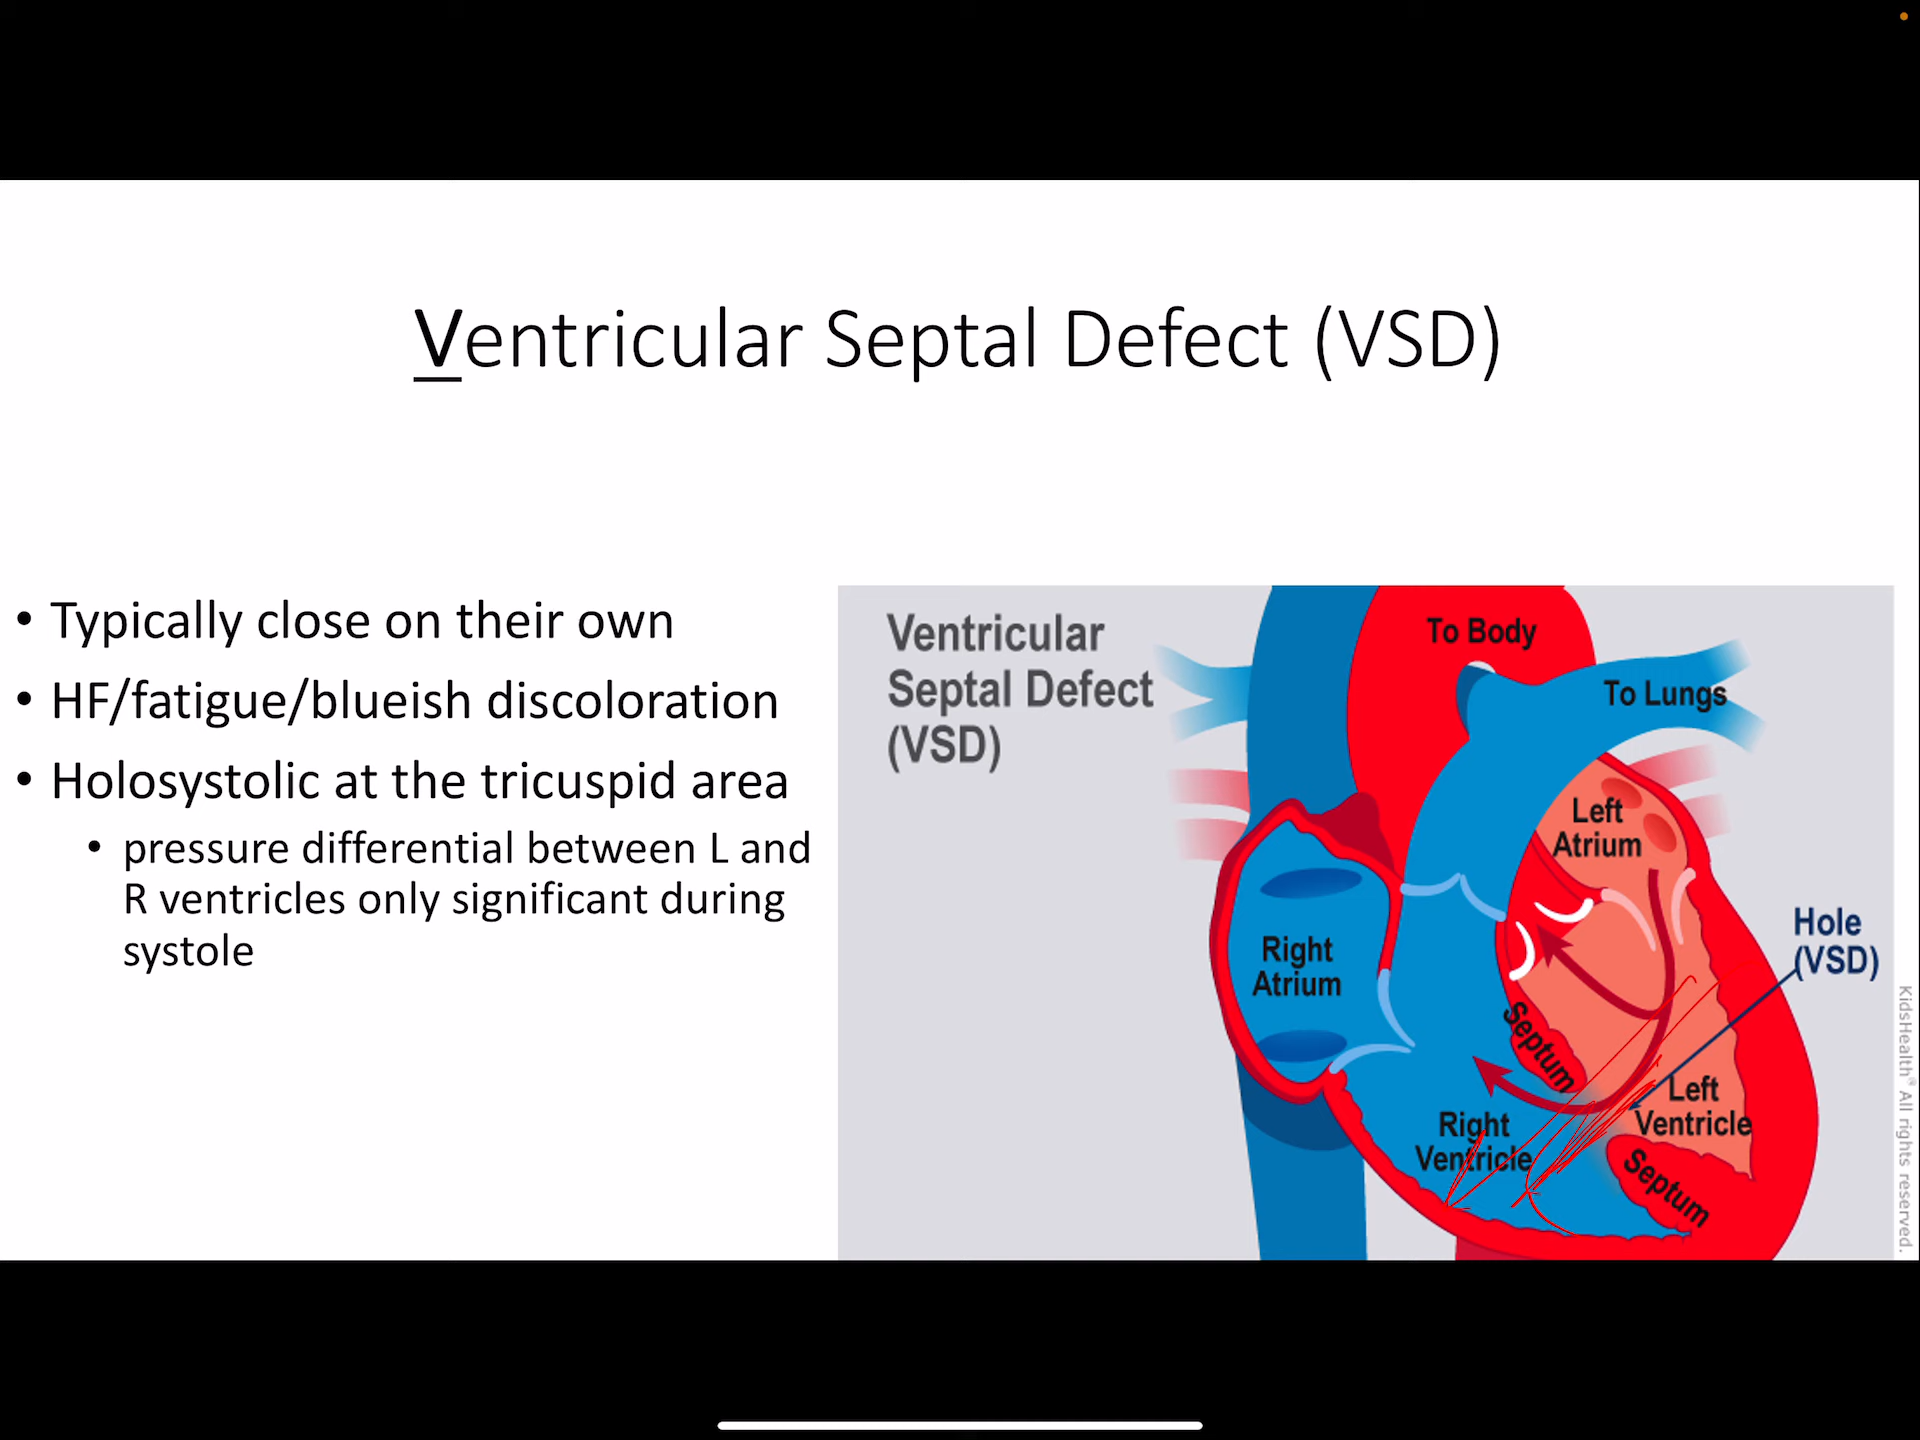 Ventricular Septal Defect (VSD)
• Typically close on their own
• HF/fatigue/blueish discoloration
• Holosystolic at the tricuspid area
• pressure differential between L and
R ventricles only significant during
systole
Ventricular
Septal Defect
(VSD)
To Body
To Lungs
Left
Atrium
Right
Atrium
Hole
(VSD)
Septum
Left
Ventricle
Right
Ventricle
Septum
KidsHealth® All rights reserved.